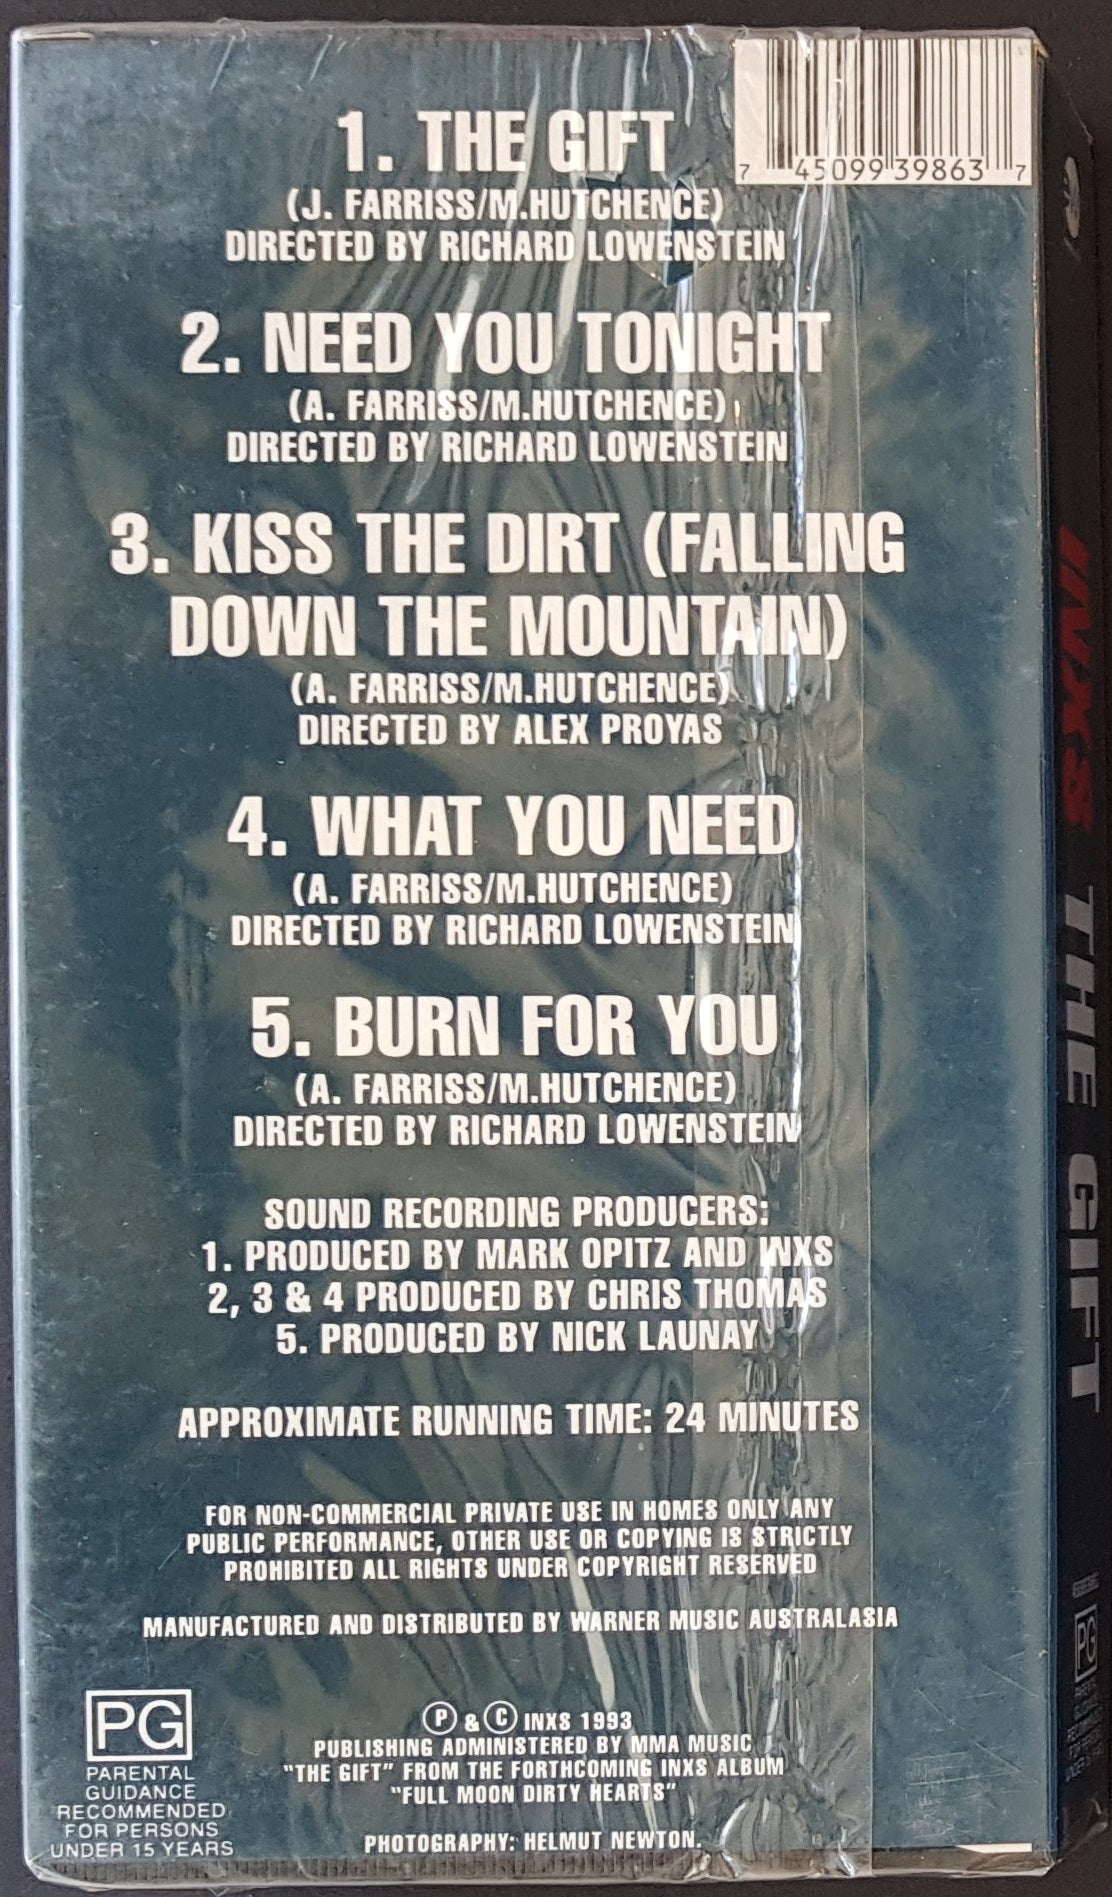 7 45099 39863 7
1. THE GIFT
(J. FARRISS/M.HUTCHENCE)
DIRECTED BY RICHARD LOWENSTEIN
2. NEED YOU TONIGHT
(A. FARRISS/M.HUTCHENCE)
DIRECTED BY RICHARD LOWENSTEIN
3. KISS THE DIRT (FALLING
DOWN THE MOUNTAIN)
(A. FARRISS/M.HUTCHENCE)
DIRECTED BY ALEX PROYAS
4. WHAT YOU NEED
(A. FARRISS/M.HUTCHENCE)
DIRECTED BY RICHARD LOWENSTEIN
5. BURN FOR YOU
(A. FARRISS/M.HUTCHENCE)
DIRECTED BY RICHARD LOWENSTEIN
SOUND RECORDING PRODUCERS:
1. PRODUCED BY MARK OPITZ AND INXS
2, 3 & 4 PRODUCED BY CHRIS THOMAS
5. PRODUCED BY NICK LAUNAY
APPROXIMATE RUNNING TIME: 24 MINUTES
FOR NON-COMMERCIAL PRIVATE USE IN HOMES ONLY ANY
PUBLIC PERFORMANCE, OTHER USE OR COPYING IS STRICTLY
PROHIBITED ALL RIGHTS UNDER COPYRIGHT RESERVED
MANUFACTURED AND DISTRIBUTED BY WARNER MUSIC AUSTRALASIA
Ⓟ & Ⓒ INXS 1993
PUBLISHING ADMINISTERED BY MMA MUSIC
"THE GIFT" FROM THE FORTHCOMING INXS ALBUM
"FULL MOON DIRTY HEARTS"
PHOTOGRAPHY: HELMUT NEWTON.
PG
PARENTAL
GUIDANCE
RECOMMENDED
FOR PERSONS
UNDER 15 YEARS
INXS THE GIFT
PG